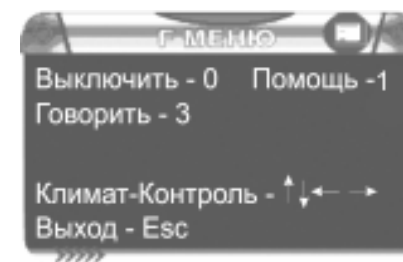 Г-МЕНЮ
Выключить - 0 Помощь -1
Говорить - 3
Климат-Контроль - ↑↓← →
Выход - Esc